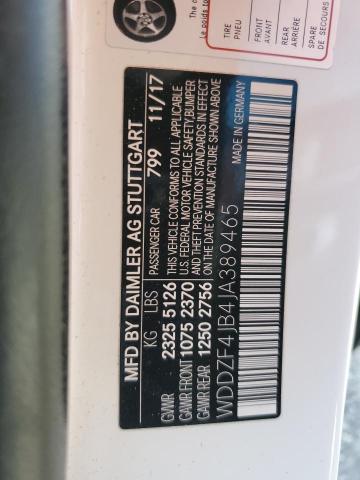 Le pneu
TIRE
PNEU
FRONT
AVANT
REAR
ARRIÈRE
SPARE
DE SECOURS
MFD BY DAIMLER AG STUTTGART
KG LBS PASSENGER CAR 799 11/17
GVWR 2325 5126 THIS VEHICLE CONFORMS TO ALL APPLICABLE
GAWR FRONT 1075 2370 U.S. FEDERAL MOTOR VEHICLE SAFETY,BUMPER
GAWR REAR 1250 2756 AND THEFT PREVENTION STANDARDS IN EFFECT
ON THE DATE OF MANUFACTURE SHOWN ABOVE
WDDZF4JB4JA389465 MADE IN GERMANY